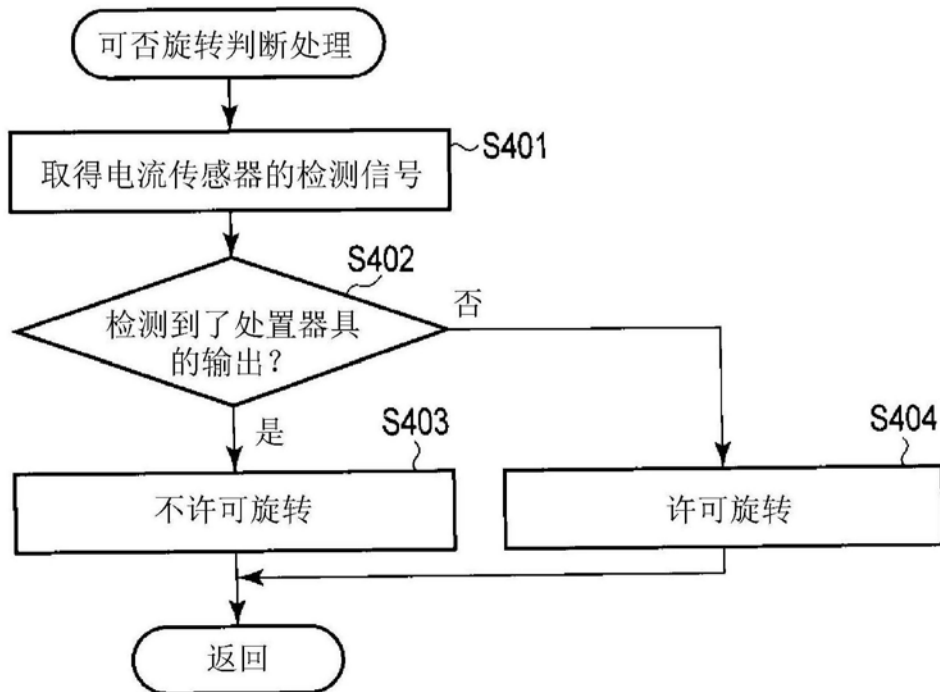 可否旋转判断处理
S401
取得电流传感器的检测信号
S402
检测到了处置器具
的输出?
否
是
S403
不许可旋转
S404
许可旋转
返回